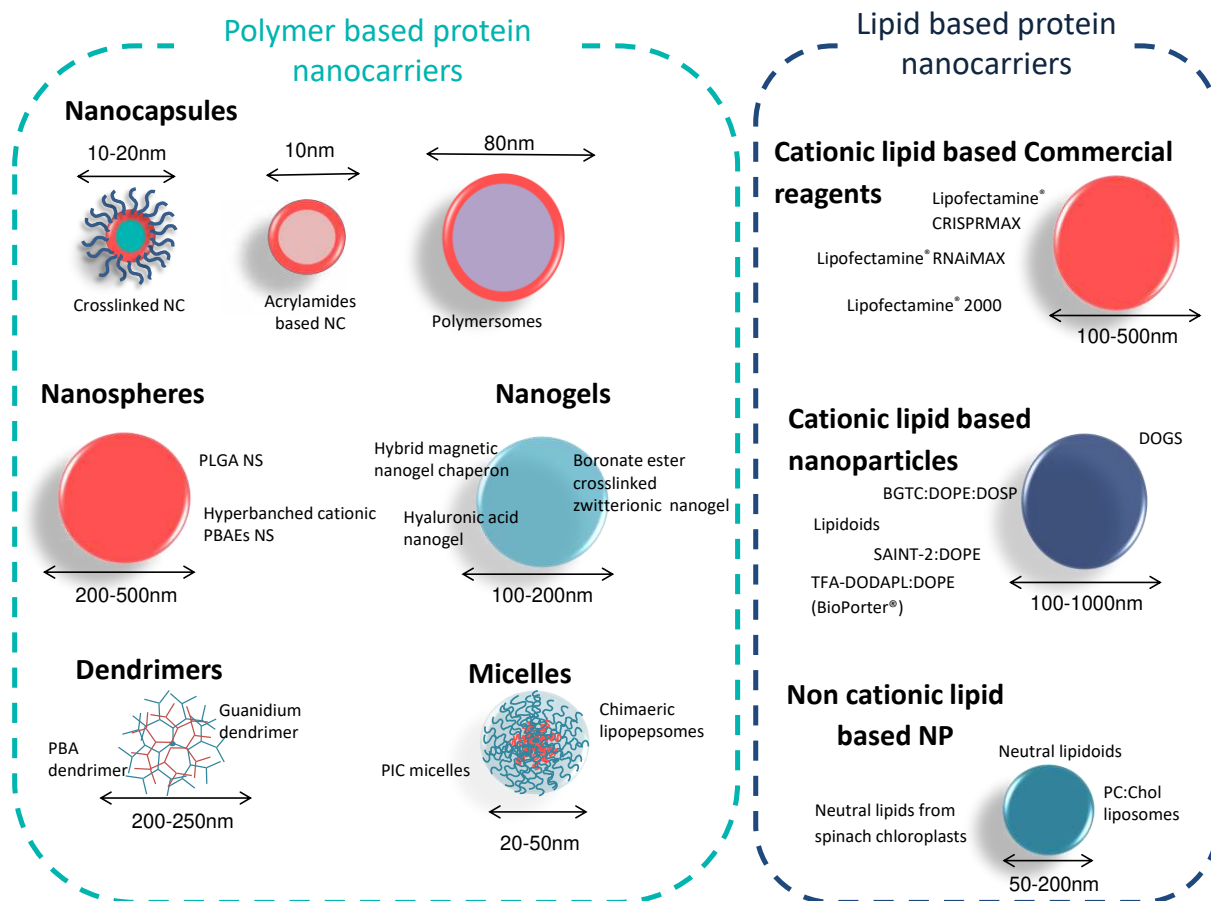 Polymer based protein
nanocarriers
Nanocapsules
10-20nm
10nm
80nm
Crosslinked NC
Acrylamides
based NC
Polymersomes
Nanospheres
PLGA NS
Hyperbanched cationic
PBAEs NS
200-500nm
Nanogels
Hybrid magnetic
nanogel chaperon
Hyaluronic acid
nanogel
Boronate ester
crosslinked
zwitterionic nanogel
100-200nm
Dendrimers
Guanidium
dendrimer
PBA
dendrimer
200-250nm
Micelles
Chimaeric
lipopepsomes
PIC micelles
20-50nm
Lipid based protein
nanocarriers
Cationic lipid based Commercial
reagents
Lipofectamine®
CRISPRMAX
Lipofectamine® RNAiMAX
Lipofectamine® 2000
100-500nm
Cationic lipid based
nanoparticles
DOGS
BGTC:DOPE:DOSP
Lipidoids
SAINT-2:DOPE
TFA-DODAPL:DOPE
(BioPorter®)
100-1000nm
Non cationic lipid
based NP
Neutral lipidoids
PC:Chol
liposomes
Neutral lipids from
spinach chloroplasts
50-200nm